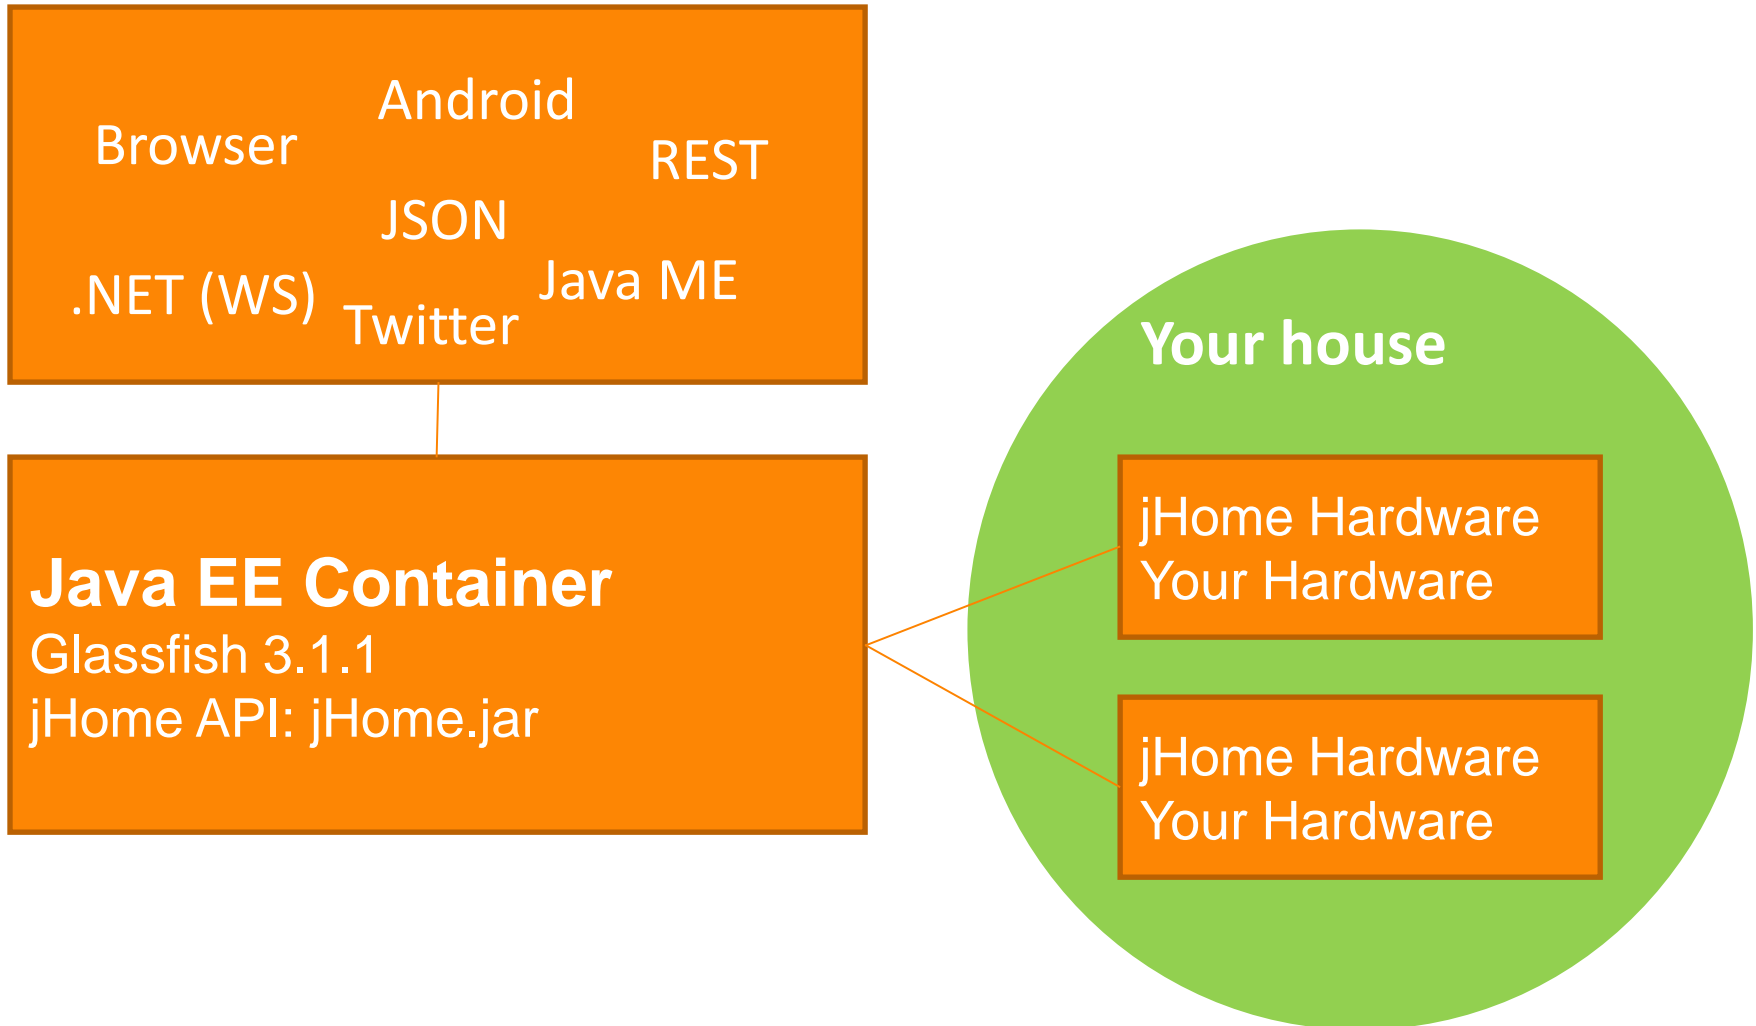 Android
Browser
REST
JSON
Java ME
.NET (WS)
Twitter
Java EE Container
Glassfish 3.1.1
jHome API: jHome.jar
Your house
jHome Hardware
Your Hardware
jHome Hardware
Your Hardware